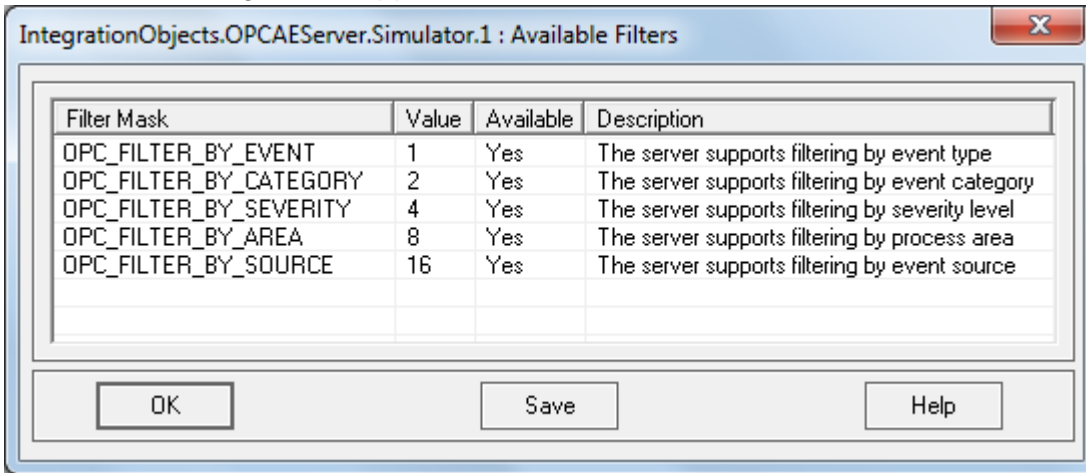 IntegrationObjects.OPCAEServer.Simulator.1 : Available Filters
Filter Mask Value Available Description
OPC_FILTER_BY_EVENT 1 Yes The server supports filtering by event type
OPC_FILTER_BY_CATEGORY 2 Yes The server supports filtering by event category
OPC_FILTER_BY_SEVERITY 4 Yes The server supports filtering by severity level
OPC_FILTER_BY_AREA 8 Yes The server supports filtering by process area
OPC_FILTER_BY_SOURCE 16 Yes The server supports filtering by event source
OK Save Help